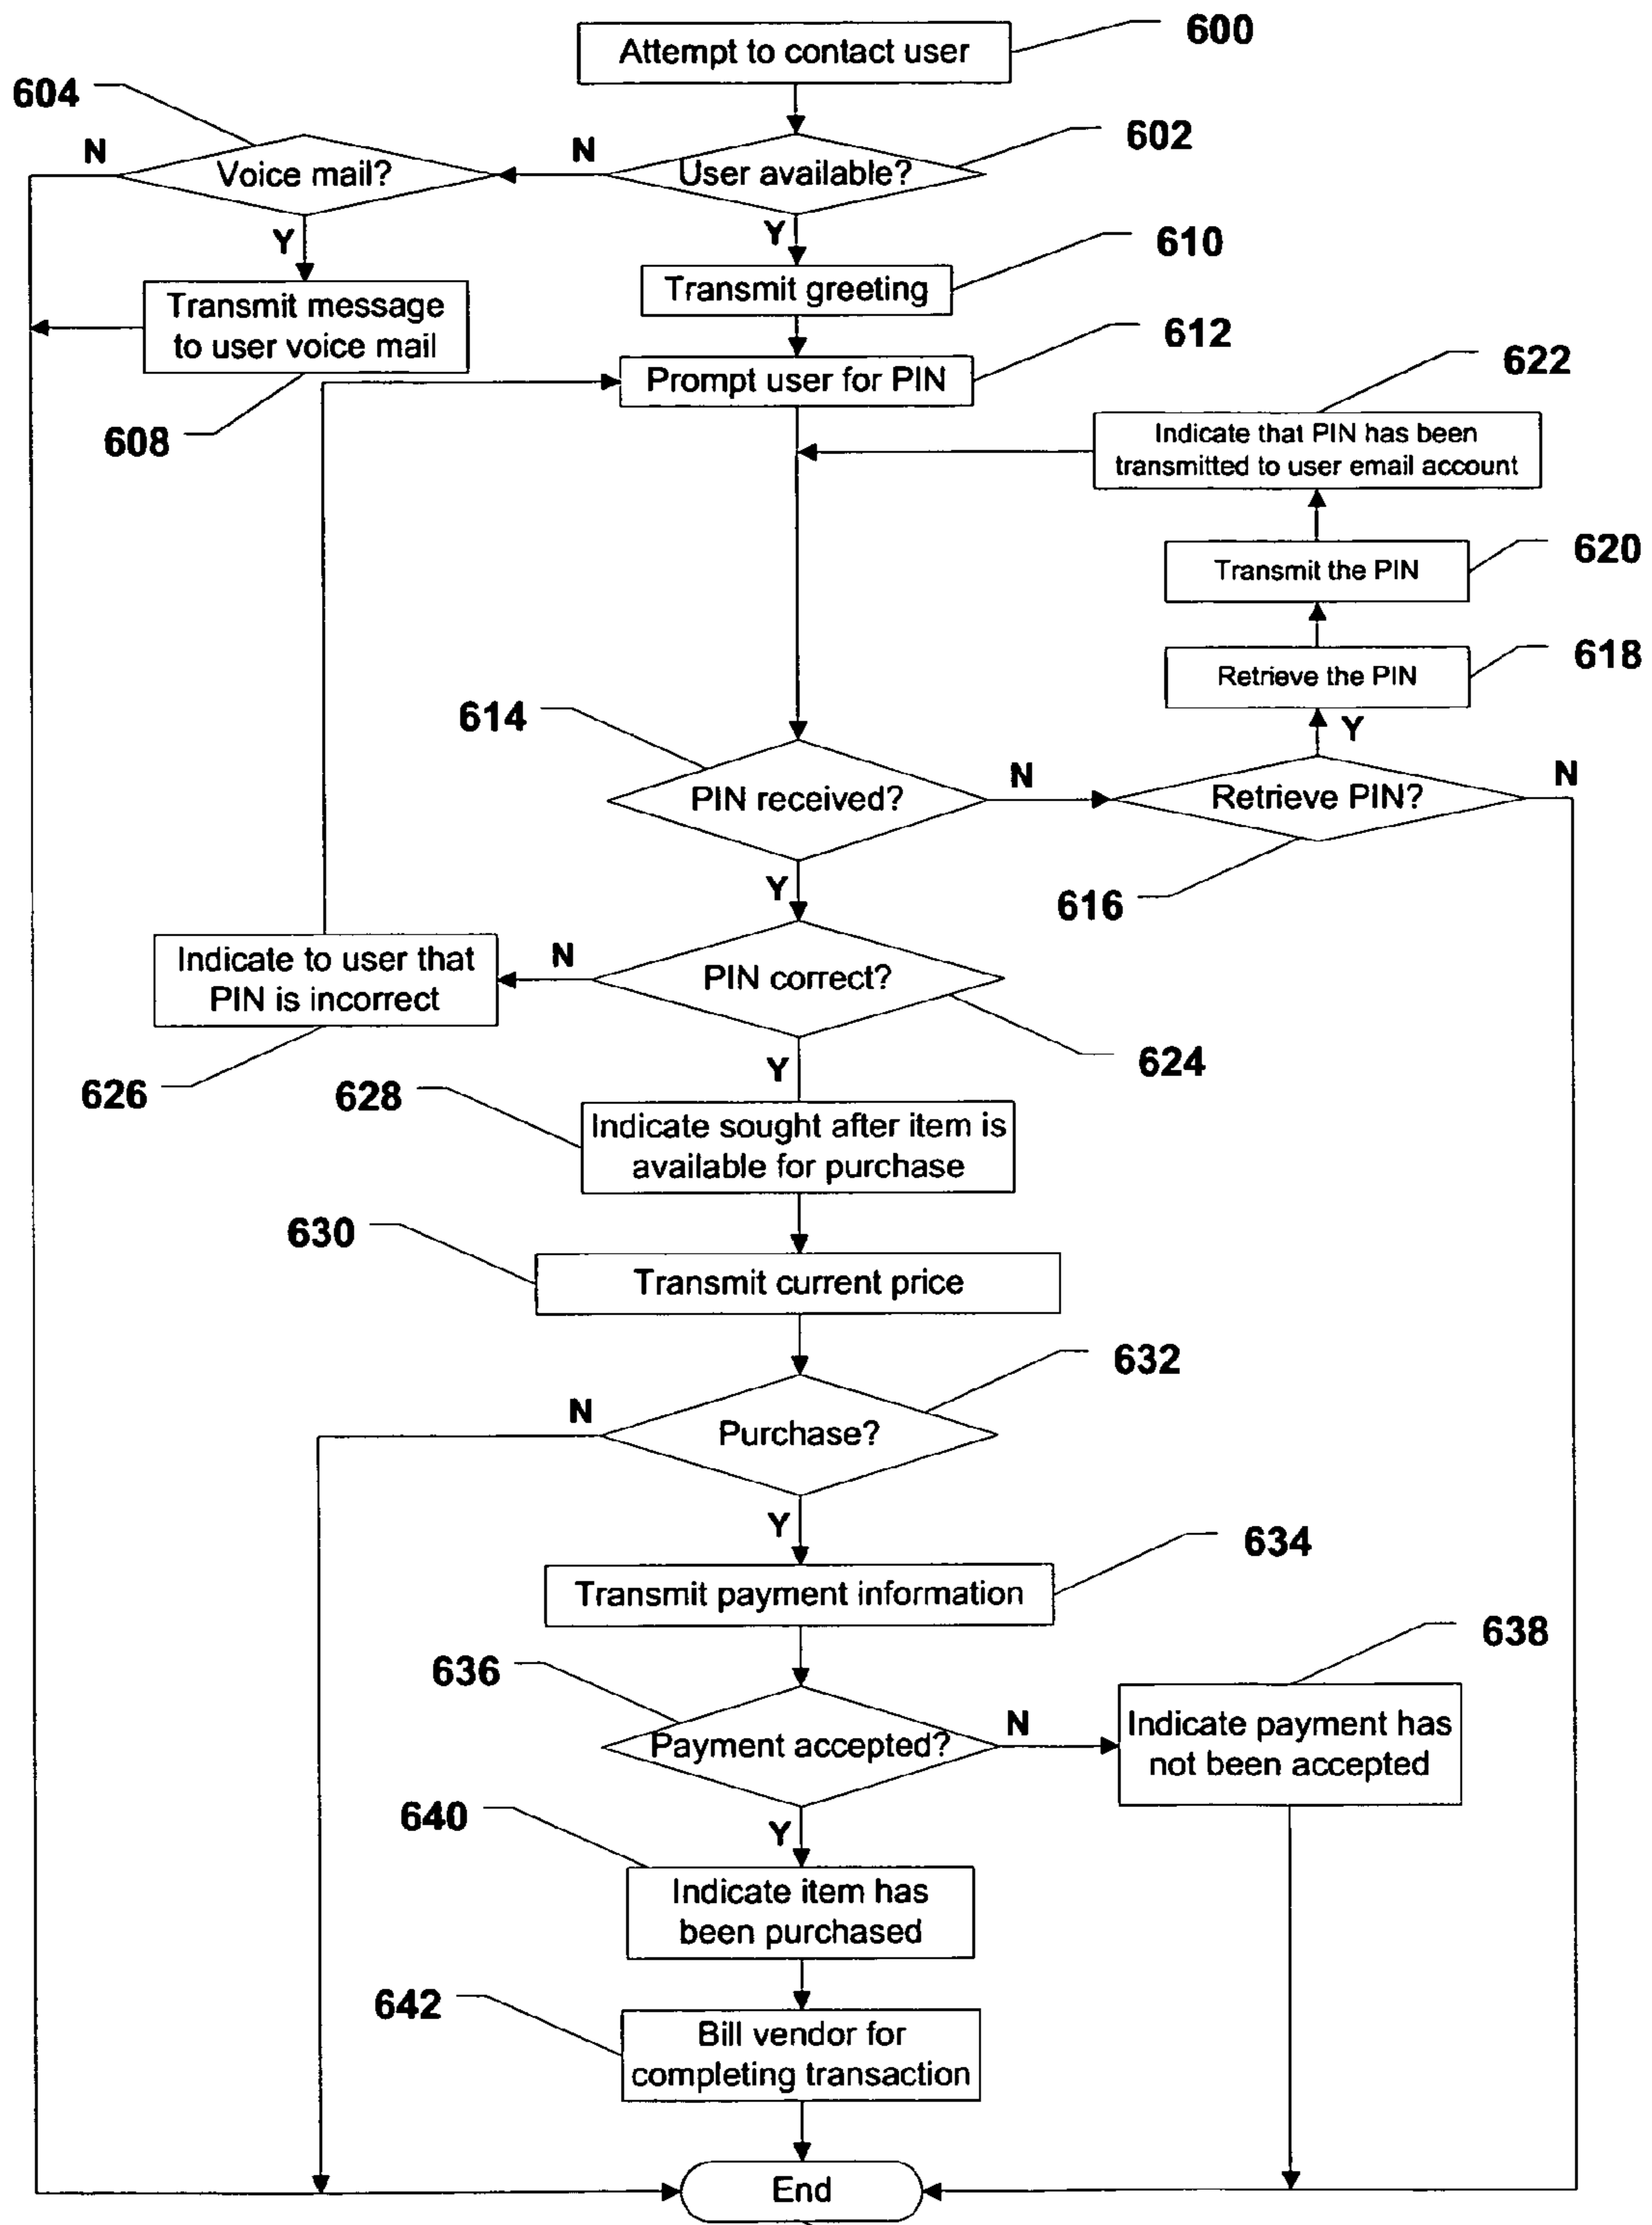 Attempt to contact user
600
604
N
Voice mail?
N
User available?
602
Y
Y
610
Transmit message
to user voice mail
Transmit greeting
612
608
Prompt user for PIN
622
Indicate that PIN has been
transmitted to user email account
620
Transmit the PIN
618
Retrieve the PIN
614
Y
PIN received?
N
Retrieve PIN?
N
Y
616
Indicate to user that
PIN is incorrect
N
PIN correct?
624
626
Y
628
Indicate sought after item is
available for purchase
630
Transmit current price
632
N
Purchase?
Y
634
Transmit payment information
638
636
Payment accepted?
N
Indicate payment has
not been accepted
640
Y
Indicate item has
been purchased
642
Bill vendor for
completing transaction
End